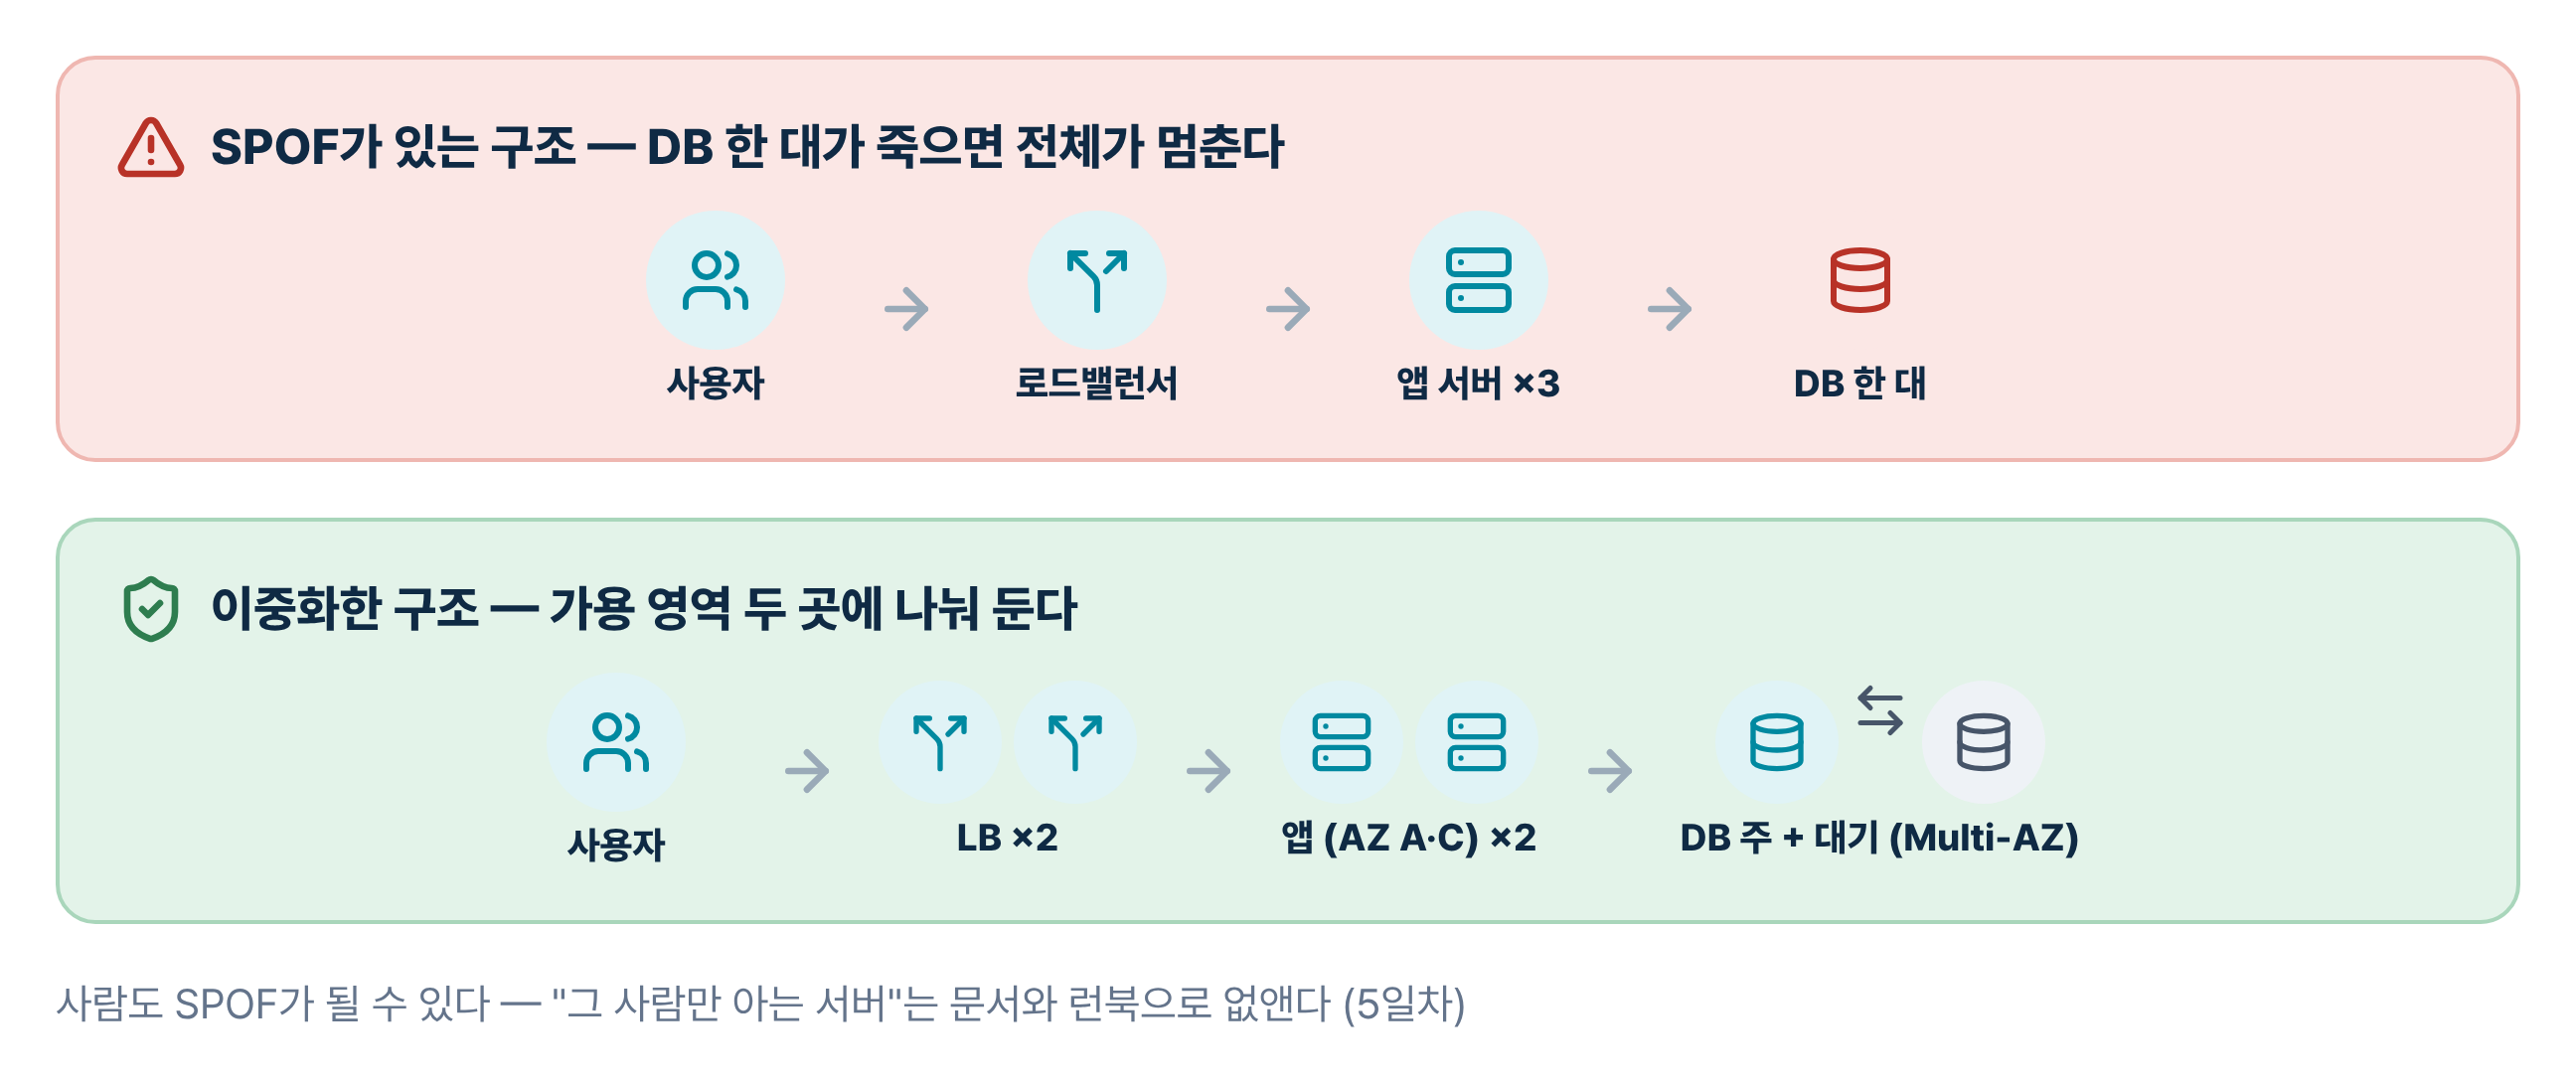 SPOF가 있는 구조 — DB 한 대가 죽으면 전체가 멈춘다
사용자
로드밸런서
앱 서버 ×3
DB 한 대
이중화한 구조 — 가용 영역 두 곳에 나눠 둔다
사용자
LB ×2
앱 (AZ A·C) ×2
DB 주 + 대기 (Multi-AZ)
사람도 SPOF가 될 수 있다 — "그 사람만 아는 서버"는 문서와 런북으로 없앤다 (5일차)